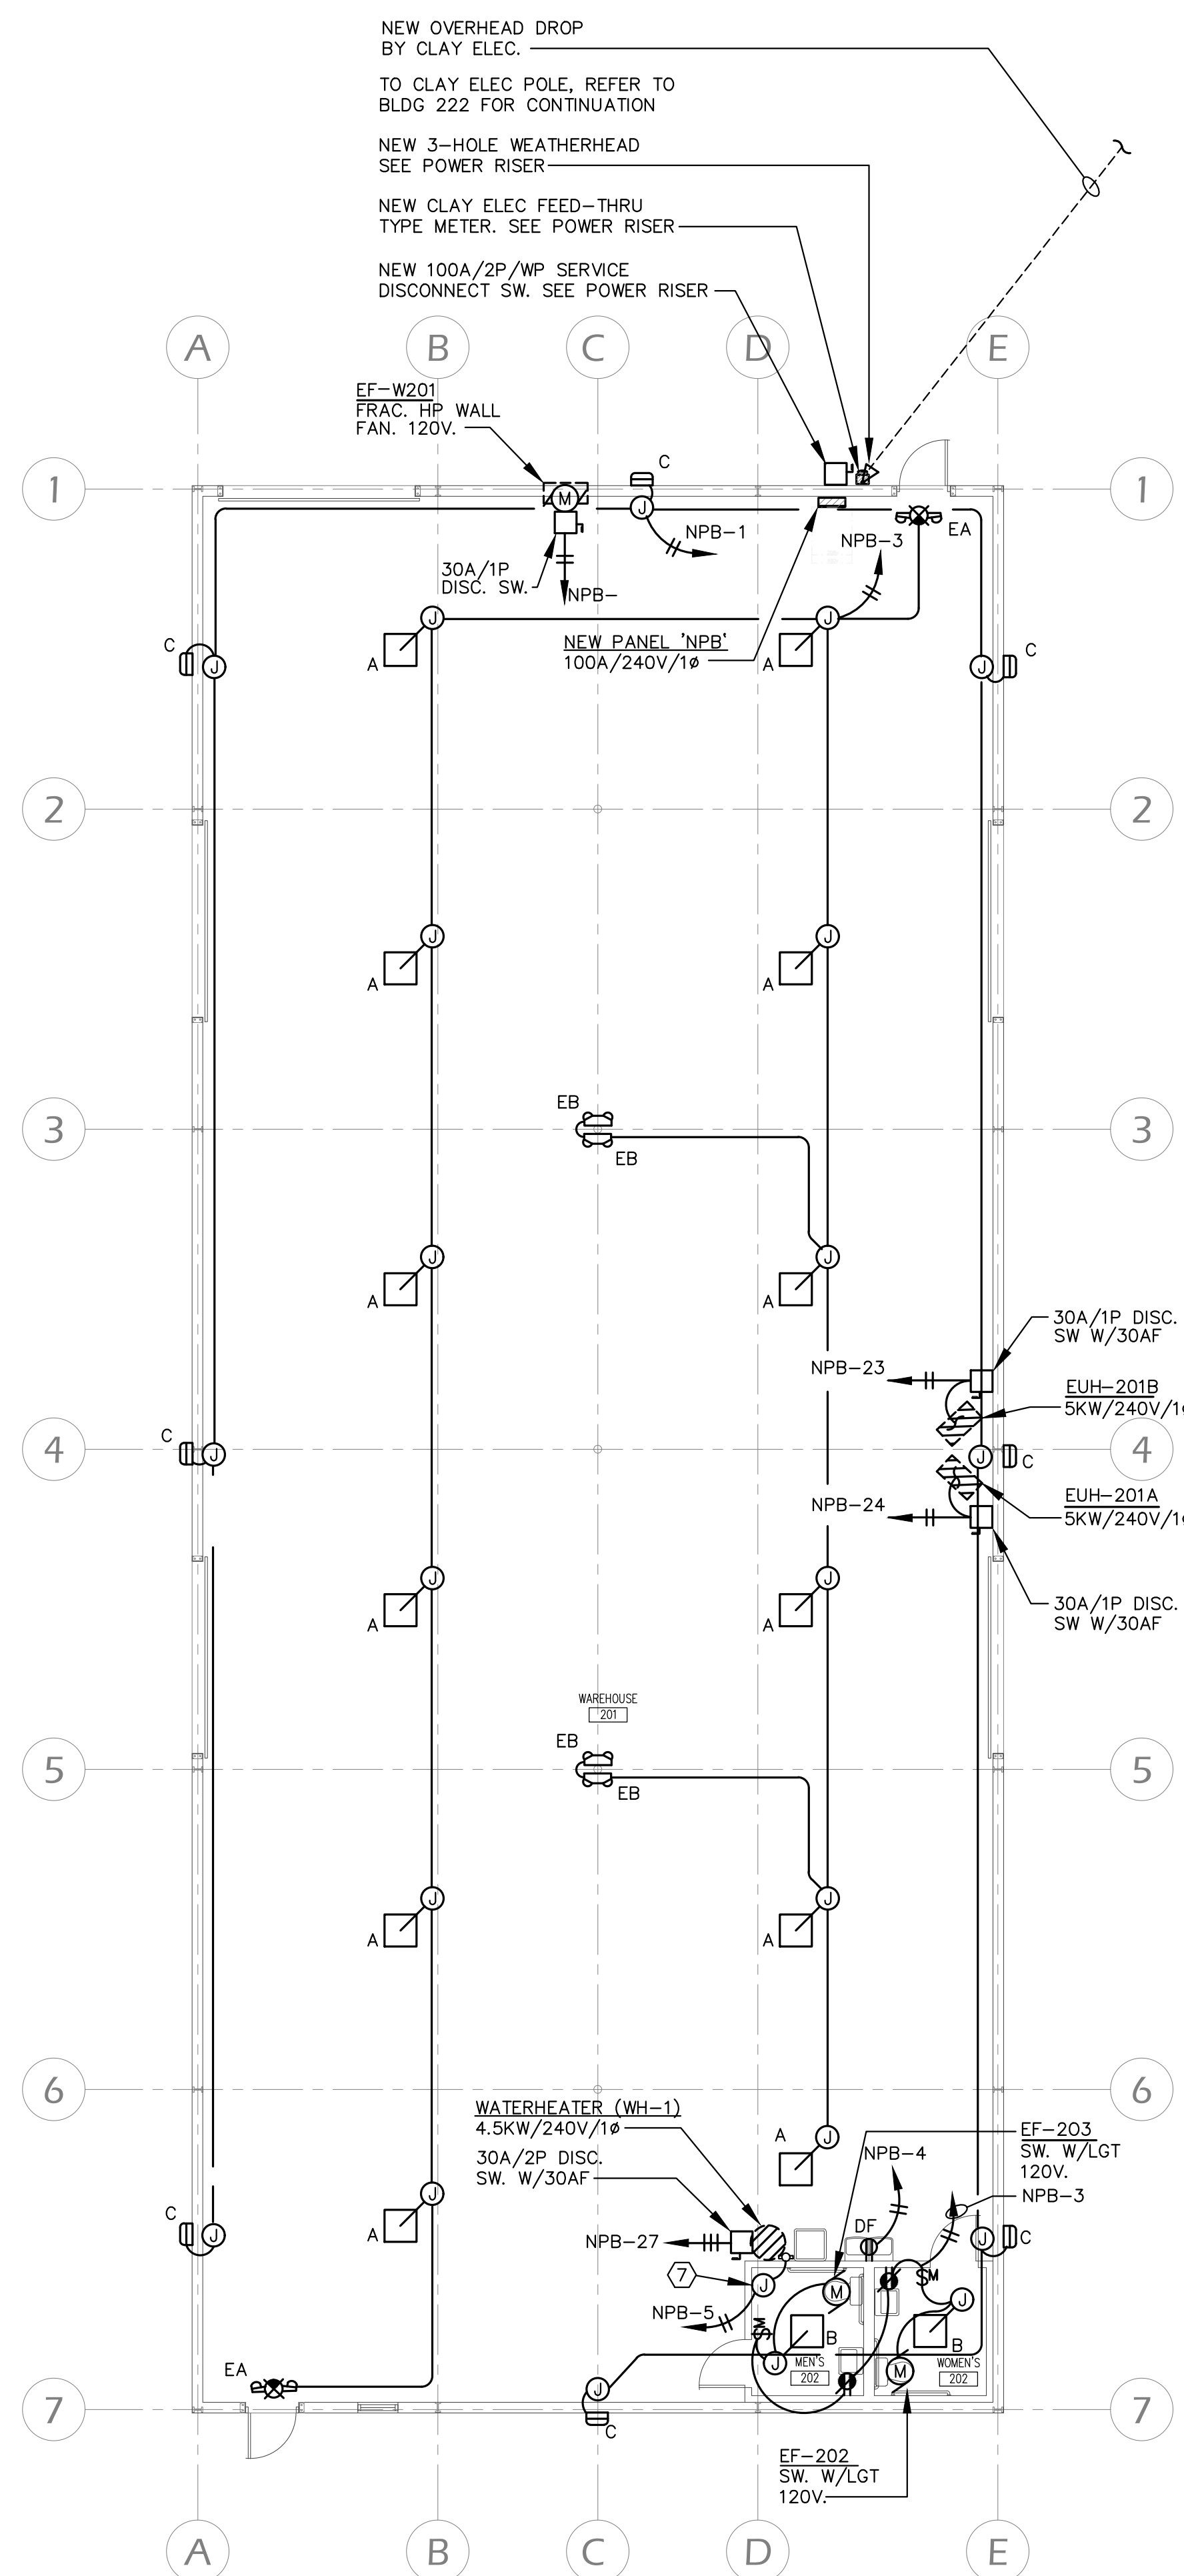 NEW OVERHEAD DROP
BY CLAY ELEC.
TO CLAY ELEC POLE, REFER TO
BLDG 222 FOR CONTINUATION
NEW 3-HOLE WEATHERHEAD
SEE POWER RISER
NEW CLAY ELEC FEED-THRU
TYPE METER. SEE POWER RISER
NEW 100A/2P/WP SERVICE
DISCONNECT SW. SEE POWER RISER
A B C D E
EF-W201
FRAC. HP WALL
FAN. 120V.
C
1 1
M
J
NPB-1
EA
NPB-3
30A/1P
DISC. SW.
NPB-
J J
NEW PANEL 'NPB'
100A/240V/1ø
C C
J J
A A
2 2
J J
A A
EB
3 3
EB
J J
A A
30A/1P DISC.
SW W/30AF
NPB-23
EUH-201B
5KW/240V/1ø
C
J
4 4
J
C
NPB-24
EUH-201A
5KW/240V/1ø
J J
A A
30A/1P DISC.
SW W/30AF
WAREHOUSE
201
EB
5 5
EB
J J
A A
6 6
WATERHEATER (WH-1)
4.5KW/240V/1ø
A
J
EF-203
SW. W/LGT
120V.
30A/2P DISC.
SW. W/30AF
NPB-4
NPB-3
J
A
C
J
DF
J
C
NPB-27
7
J
M
SM
J
NPB-5
SM
B
B
J
MEN'S
202
M
WOMEN'S
202
EA
J
C
7 7
EF-202
SW. W/LGT
120V.
A B C D E